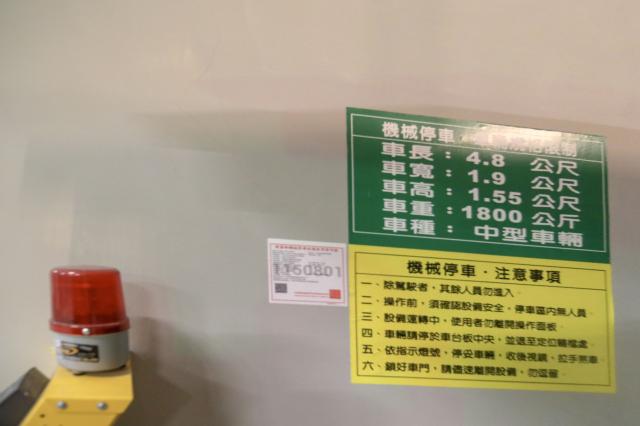 機械停車
車長：4.8 公尺
車寬：1.9 公尺
車高：1.55 公尺
車重：1800 公斤
車種：中型車輛
1150801
機械停車‧注意事項
一、除駕駛者，其餘人員勿進入。
二、操作前，須確認設備安全，停車區內無人員。
三、設備運轉中，使用者勿離開操作面板。
四、車輛請停於車台板中央，並退至定位輪檔處。
五、依指示燈號，停妥車輛，收後視鏡，拉手煞車。
六、鎖好車門，請儘速離開設備，勿逗留。